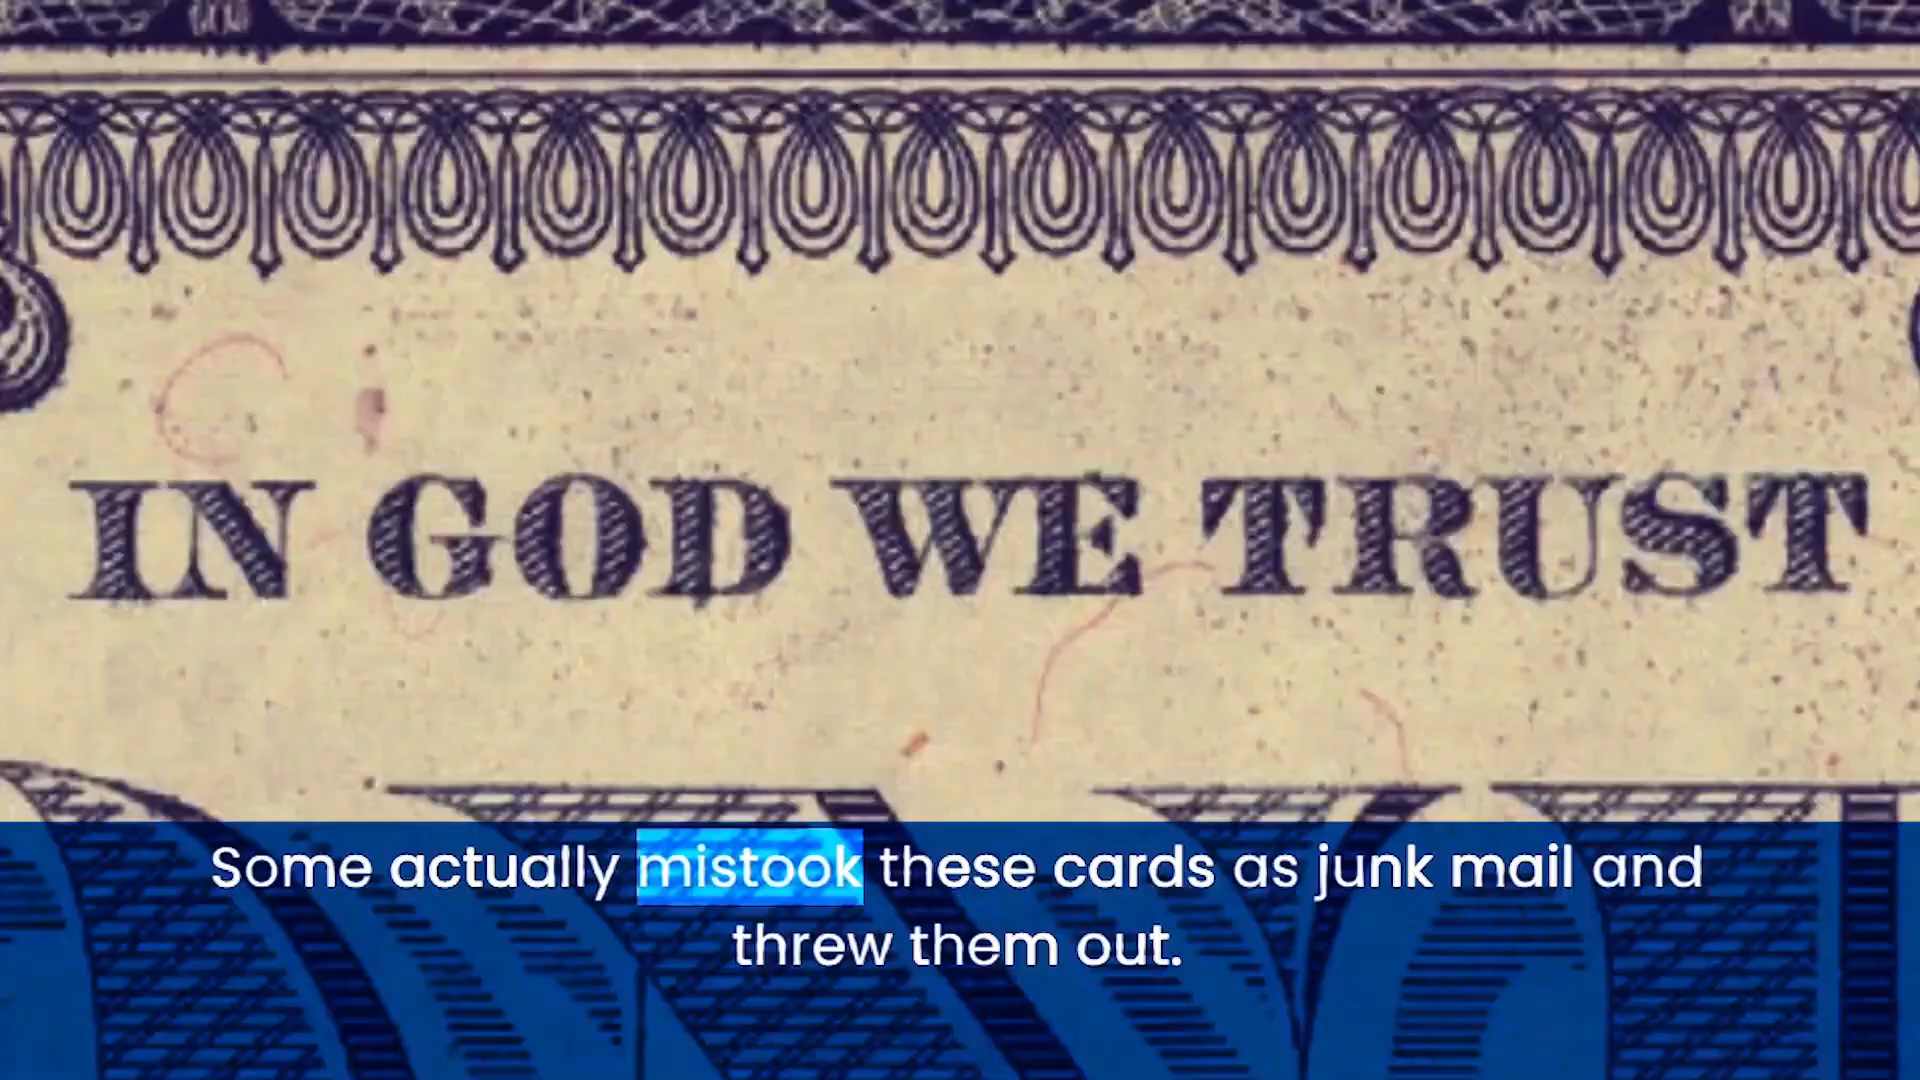 IN GOD WE TRUST
Some actually mistook these cards as junk mail and
threw them out.